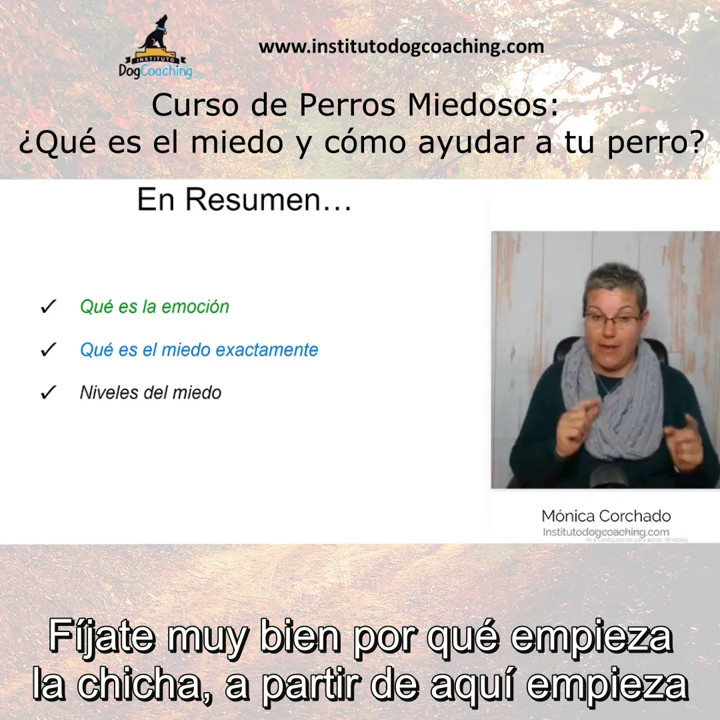 INSTITUTO
DogCoaching
www.institutodogcoaching.com
Curso de Perros Miedosos:
¿Qué es el miedo y cómo ayudar a tu perro?
En Resumen...
✓ Qué es la emoción
✓ Qué es el miedo exactamente
✓ Niveles del miedo
Mónica Corchado
Institutodogcoaching.com
Fíjate muy bien por qué empieza
la chicha, a partir de aquí empieza